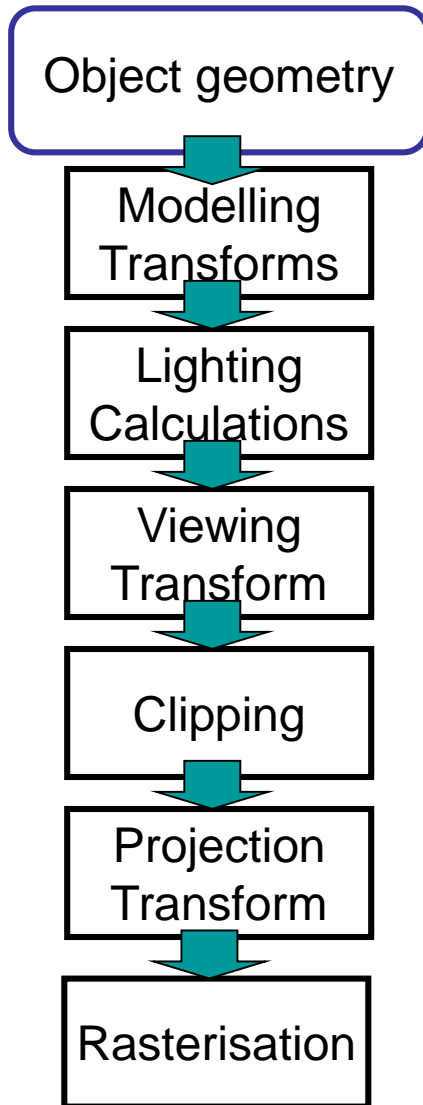 Object geometry
Modelling
Transforms
Lighting
Calculations
Viewing
Transform
Clipping
Projection
Transform
Rasterisation